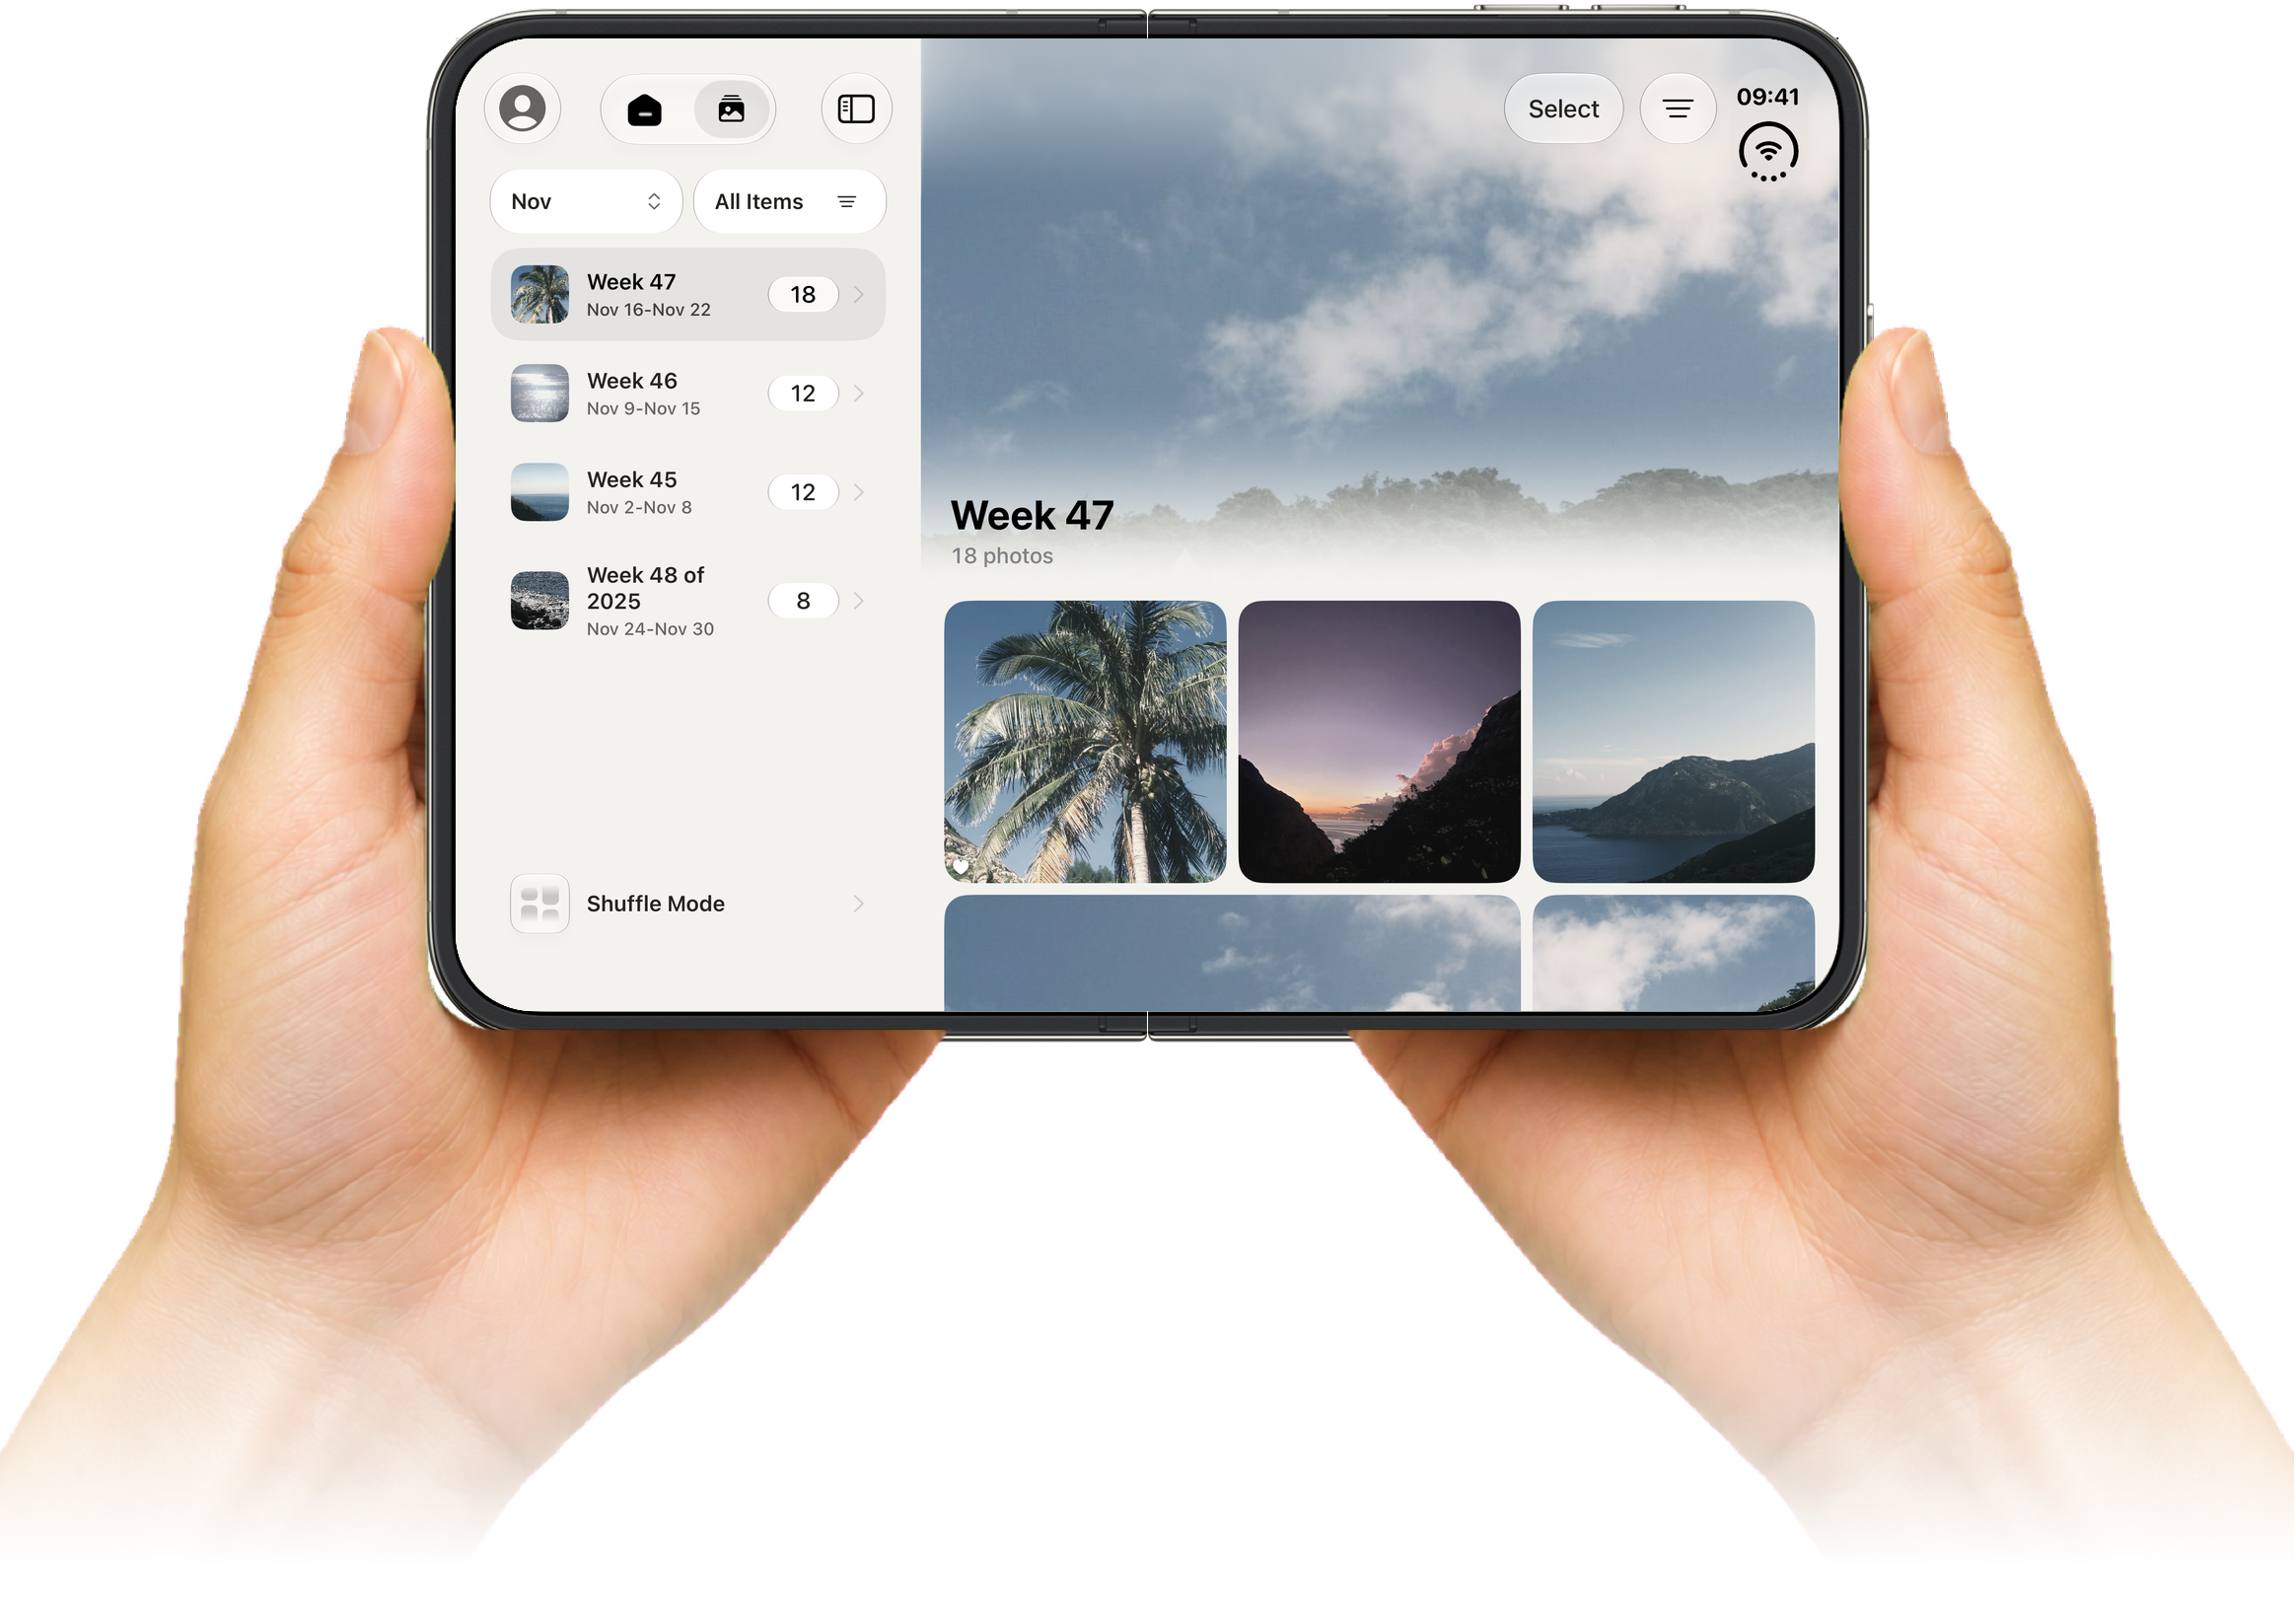 Select
09:41
Nov
All Items
Week 47
Nov 16-Nov 22
18
Week 46
Nov 9-Nov 15
12
Week 45
Nov 2-Nov 8
12
Week 48 of
2025
Nov 24-Nov 30
8
Shuffle Mode
Week 47
18 photos